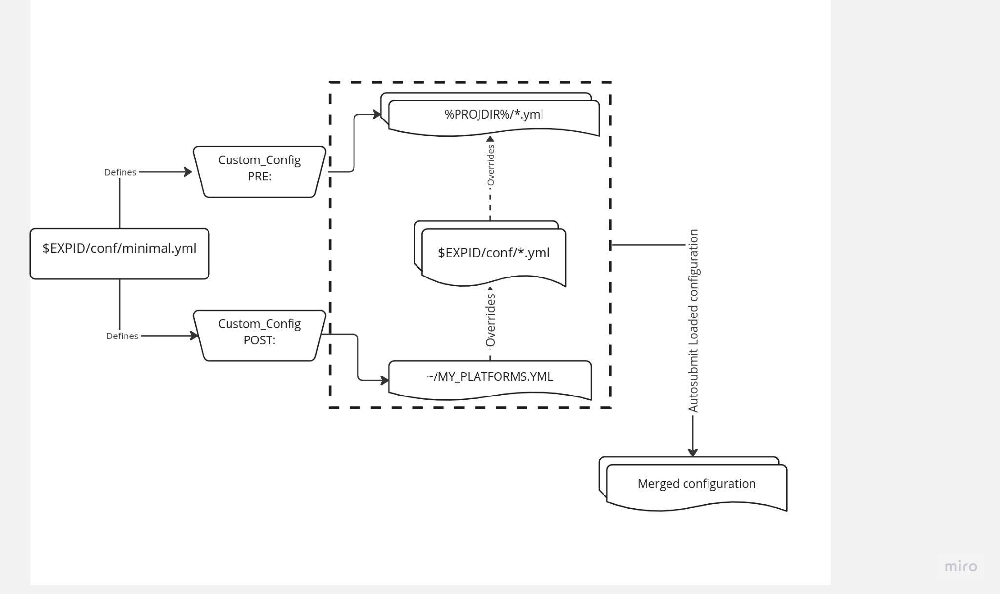 %PROJDIR%/*.yml
Overrides
Custom_Config
PRE:
Defines
$EXPID/conf/minimal.yml
$EXPID/conf/*.yml
Autosubmit Loaded configuration
Overrides
Custom_Config
POST:
Defines
~/MY_PLATFORMS.YML
Merged configuration
miro